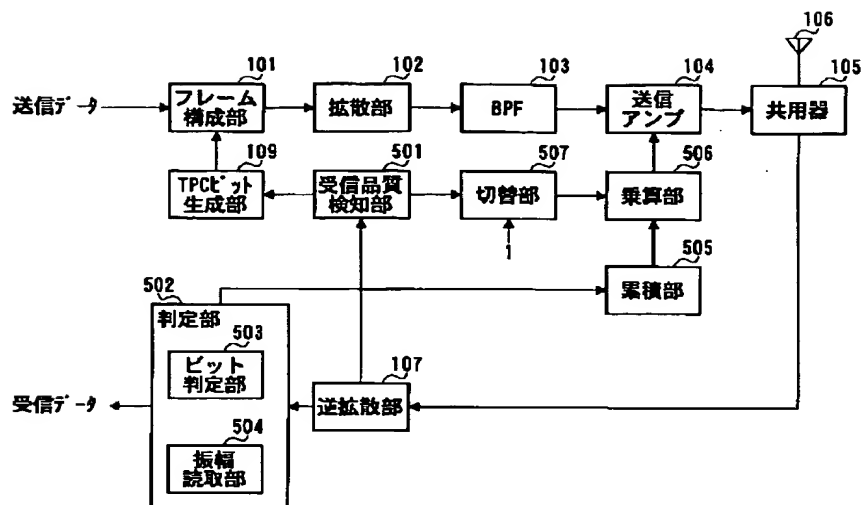 106
101
102
103
104
105
送信データ
フレーム
構成部
拡散部
BPF
送信
アンプ
共用器
109
501
507
506
TPCビット
生成部
受信品質
検知部
切替部
乗算部
1
505
累積部
502
判定部
503
ビット
判定部
107
受信データ
逆拡散部
504
振幅
読取部